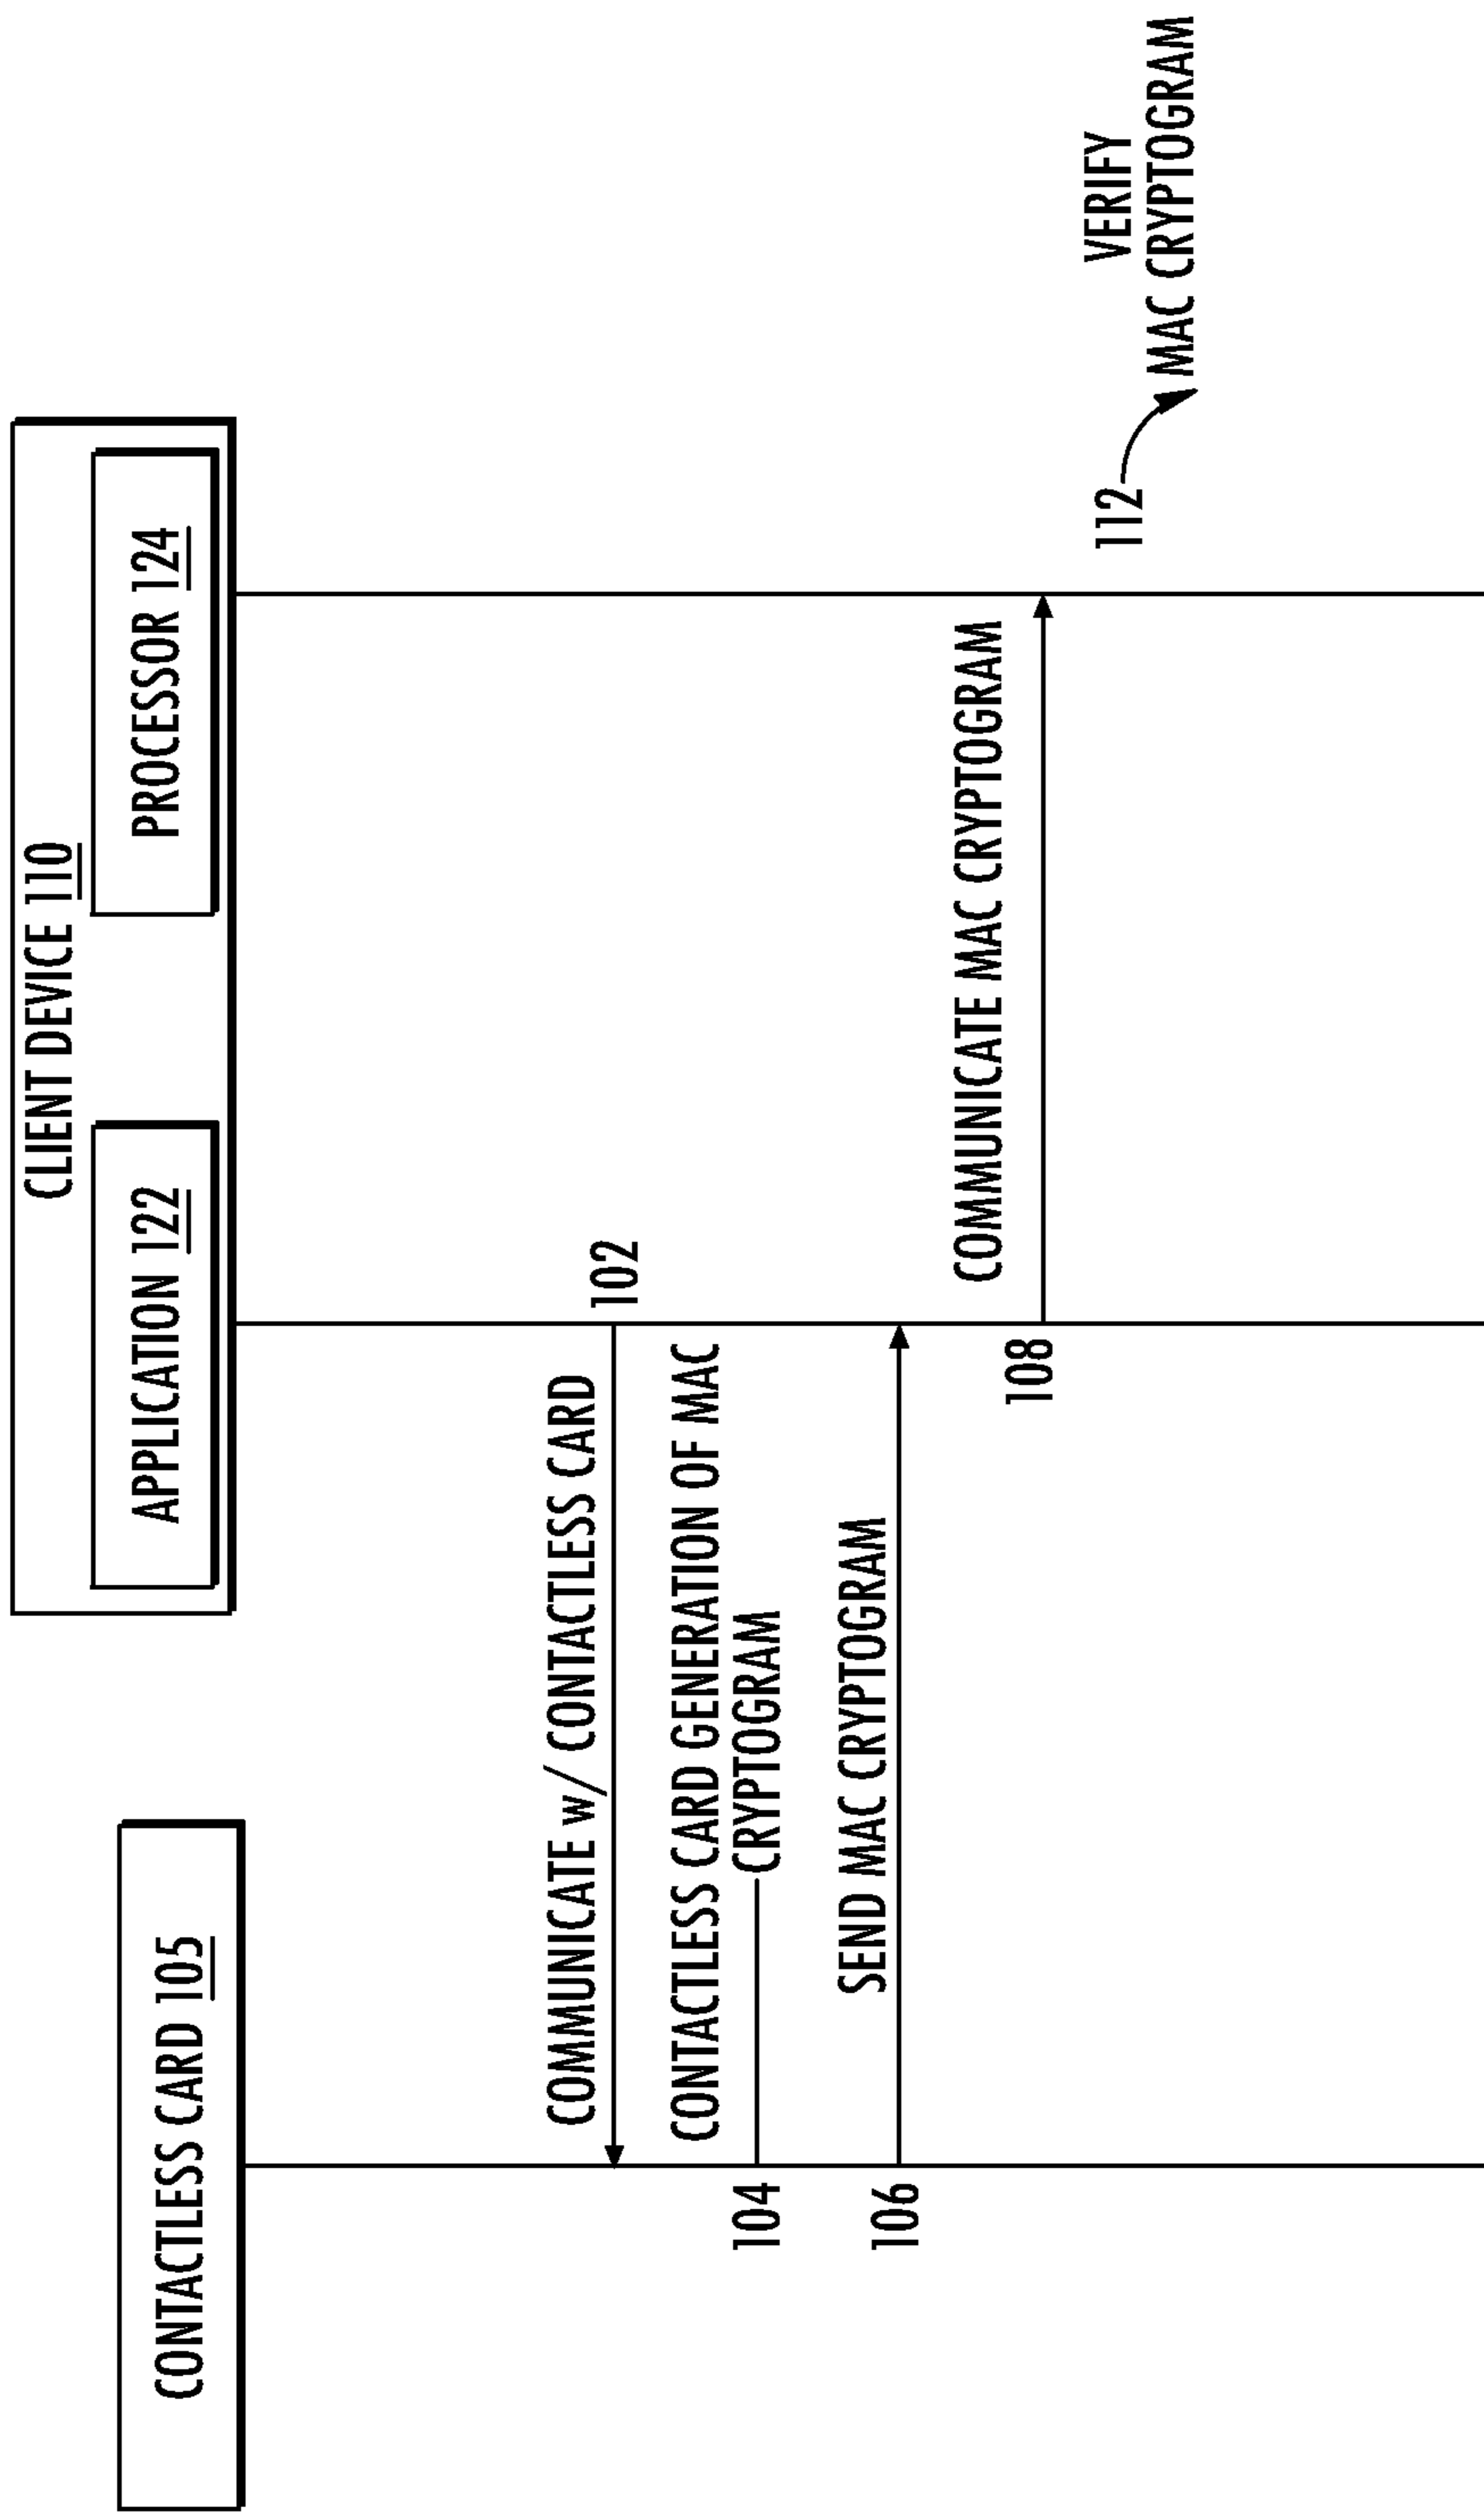 CLIENT DEVICE 110
CONTACTLESS CARD 105
APPLICATION 122
PROCESSOR 124
COMMUNICATE w/ CONTACTLESS CARD
102
CONTACTLESS CARD GENERATION OF MAC
CRYPTOGRAM
104
SEND MAC CRYPTOGRAM
106
COMMUNICATE MAC CRYPTOGRAM
108
112
VERIFY
MAC CRYPTOGRAM